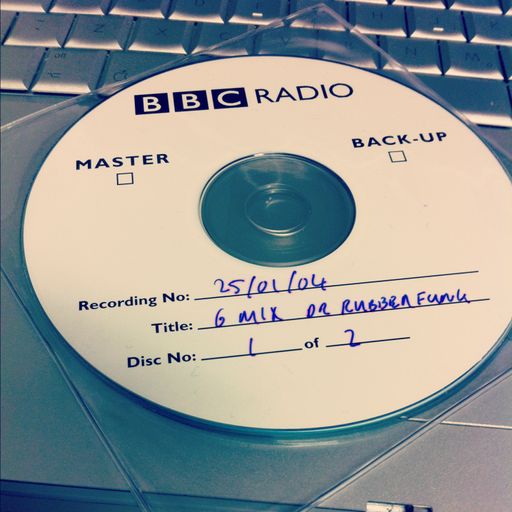 BBC RADIO
MASTER
BACK-UP
Recording No: 25/01/04
Title: 6 MIX DR RUBBERFUNK
Disc No: 1 of 2